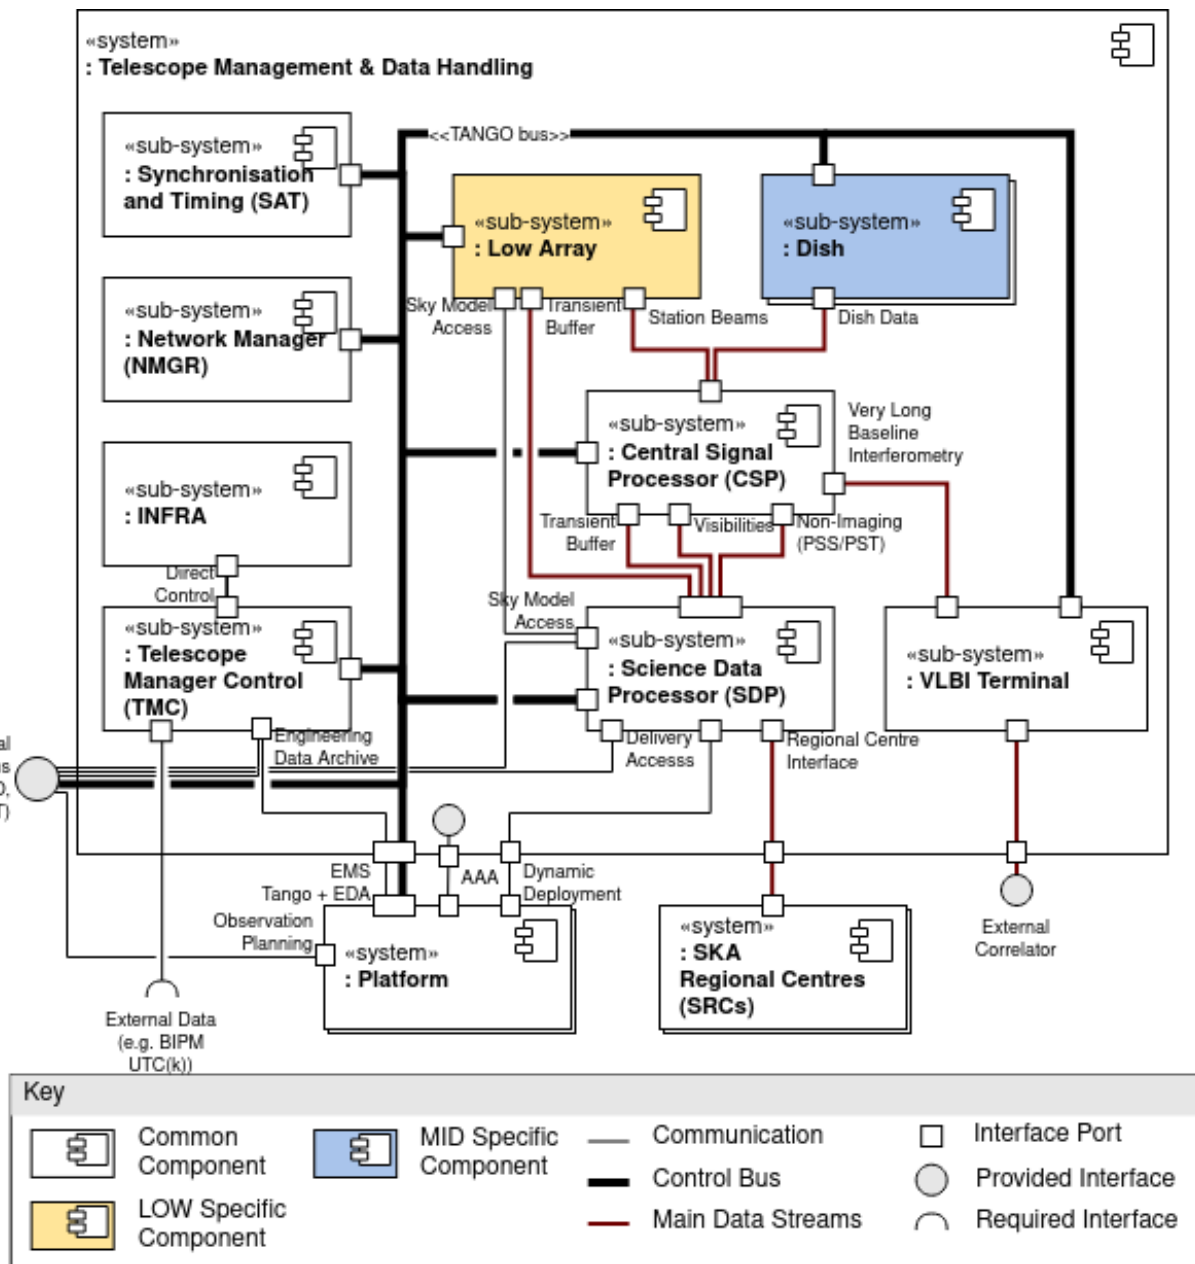 «system»
: Telescope Management & Data Handling
«sub-system»
: Synchronisation
and Timing (SAT)
<<TANGO bus>>
«sub-system»
: Low Array
«sub-system»
: Dish
«sub-system»
: Network Manager
(NMGR)
Sky Model
Access
Transient
Buffer
Station Beams
Dish Data
«sub-system»
: INFRA
«sub-system»
: Central Signal
Processor (CSP)
Very Long
Baseline
Interferometry
Transient
Buffer
Visibilities
Non-Imaging
(PSS/PST)
Direct
Control
Sky Model
Access
«sub-system»
: Telescope
Manager Control
(TMC)
«sub-system»
: Science Data
Processor (SDP)
«sub-system»
: VLBI Terminal
Engineering
Data Archive
Delivery
Accesss
Regional Centre
Interface
EMS
Tango + EDA
AAA
Dynamic
Deployment
Observation
Planning
«system»
: Platform
«system»
: SKA
Regional Centres
(SRCs)
External
Correlator
External Data
(e.g. BIPM
UTC(k))
Key
Common
Component
MID Specific
Component
LOW Specific
Component
Communication
Control Bus
Main Data Streams
Interface Port
Provided Interface
Required Interface